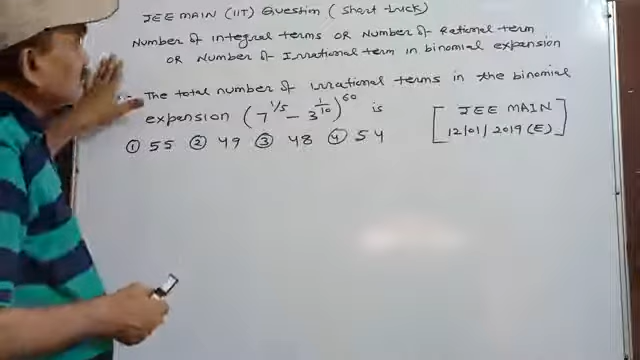 JEE MAIN (IIT) Question (Short trick)
Number of integral terms OR Number of Rational term
OR Number of Irrational term in binomial expansion
The total number of irrational terms in the binomial
expension (7^{1/5} - 3^{1/10})^{60} is
① 55 ② 49 ③ 48 ④ 54
[JEE MAIN
12/01/2019 (E)]